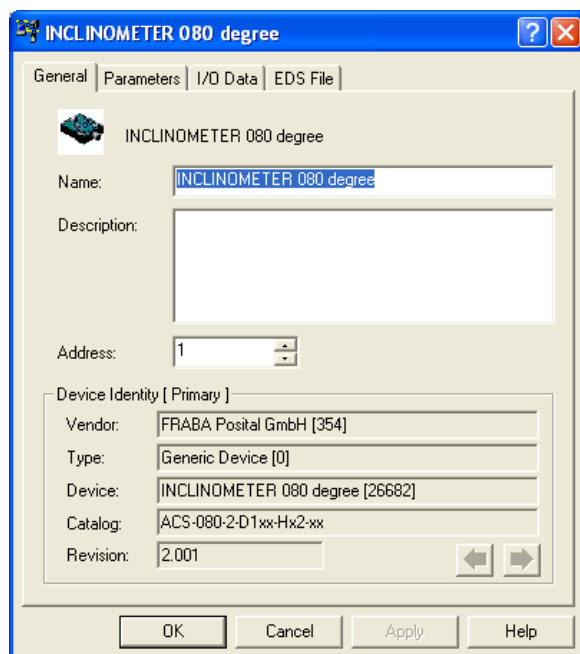 INCLINOMETER 080 degree
General
Parameters
I/O Data
EDS File
INCLINOMETER 080 degree
Name:
INCLINOMETER 080 degree
Description:
Address:
1
Device Identity [ Primary ]
Vendor:
FRABA Posital GmbH [354]
Type:
Generic Device [0]
Device:
INCLINOMETER 080 degree [26682]
Catalog:
ACS-080-2-D1xx-Hx2-xx
Revision:
2.001
OK
Cancel
Apply
Help